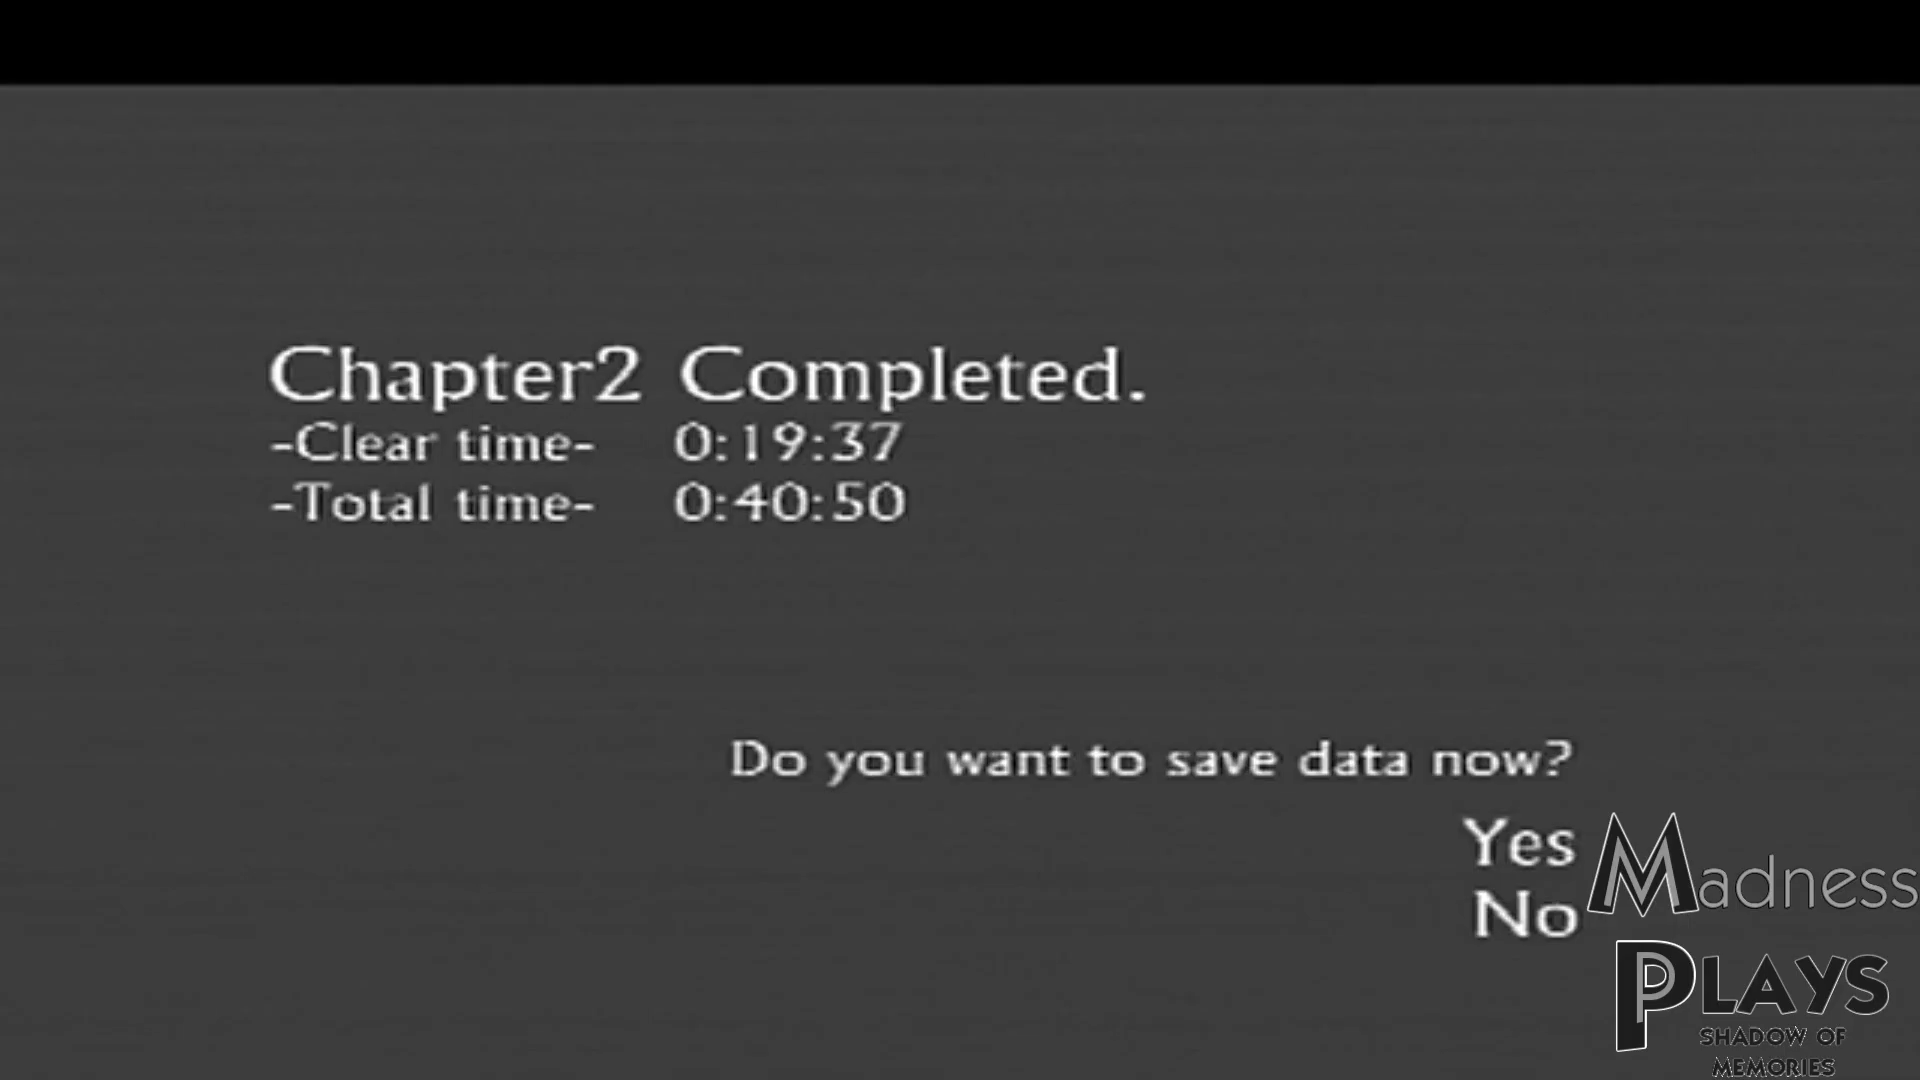 Chapter2 Completed.
-Clear time- 0:19:37
-Total time- 0:40:50
Do you want to save data now?
Yes
No
Madness
PLAYS
SHADOW OF
MEMORIES